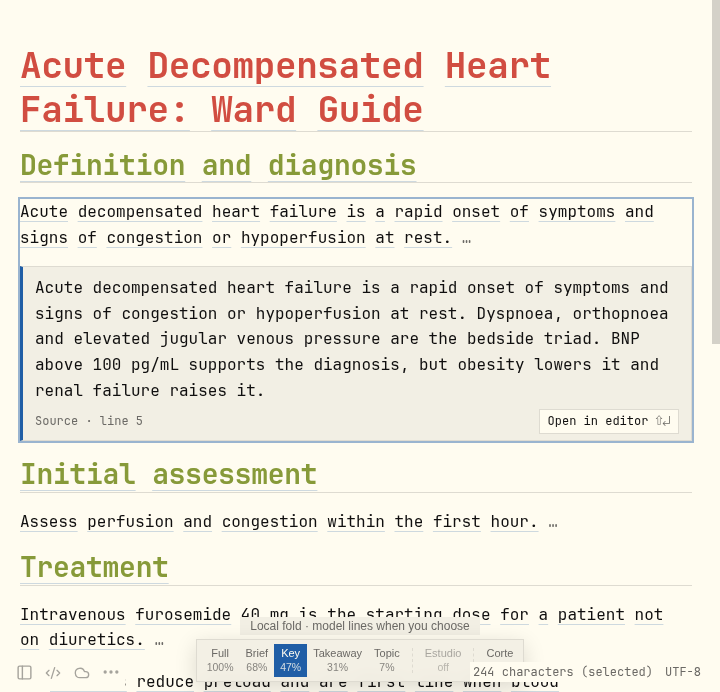 Acute Decompensated Heart
Failure: Ward Guide
Definition and diagnosis
Acute decompensated heart failure is a rapid onset of symptoms and
signs of congestion or hypoperfusion at rest. …
Acute decompensated heart failure is a rapid onset of symptoms and
signs of congestion or hypoperfusion at rest. Dyspnoea, orthopnoea
and elevated jugular venous pressure are the bedside triad. BNP
above 100 pg/mL supports the diagnosis, but obesity lowers it and
renal failure raises it.
Source · line 5
Open in editor ⇧↵
Initial assessment
Assess perfusion and congestion within the first hour. …
Treatment
Intravenous furosemide 40 mg is the starting dose for a patient not
on diuretics. …
Local fold · model lines when you choose
Full Brief Key Takeaway Topic Estudio Corte
100% 68% 47% 31% 7% off
244 characters (selected) UTF-8
reduce preload and are first line when blood